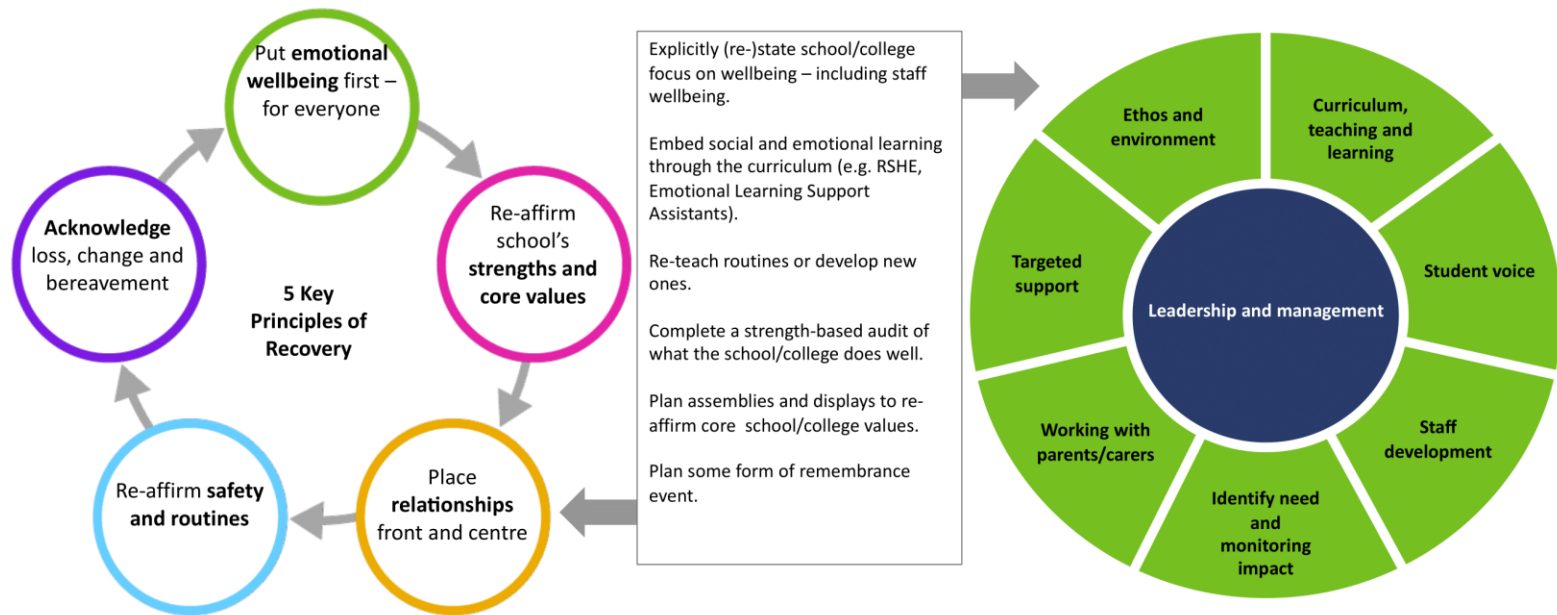 Put emotional
wellbeing first –
for everyone
Re-affirm
school's
strengths and
core values
Place
relationships
front and centre
Re-affirm safety
and routines
Acknowledge
loss, change and
bereavement
5 Key
Principles of
Recovery
Explicitly (re-)state school/college
focus on wellbeing – including staff
wellbeing.
Embed social and emotional learning
through the curriculum (e.g. RSHE,
Emotional Learning Support
Assistants).
Re-teach routines or develop new
ones.
Complete a strength-based audit of
what the school/college does well.
Plan assemblies and displays to re-
affirm core  school/college values.
Plan some form of remembrance
event.
Ethos and
environment
Curriculum,
teaching and
learning
Student voice
Staff
development
Identify need
and
monitoring
impact
Working with
parents/carers
Targeted
support
Leadership and management